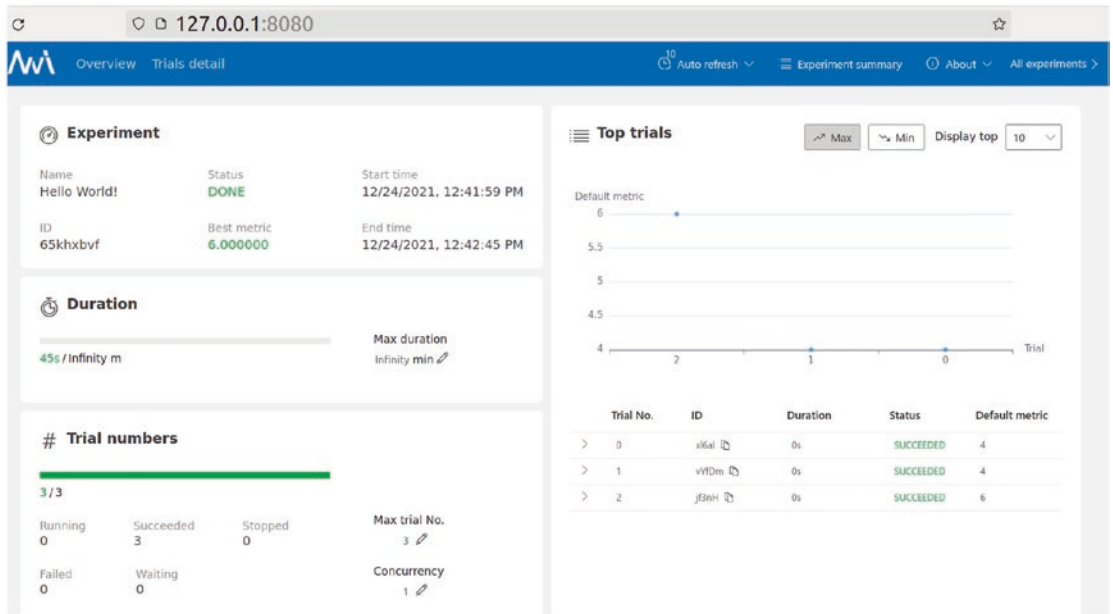 127.0.0.1:8080
Overview Trials detail
10
Auto refresh Experiment summary About All experiments
Experiment
Name Status Start time
Hello World! DONE 12/24/2021, 12:41:59 PM
ID Best metric End time
65khxbvf 6.000000 12/24/2021, 12:42:45 PM
Duration
Max duration
45s / Infinity m
Infinity min
# Trial numbers
3 / 3
Running Succeeded Stopped
0 3 0
Max trial No.
3
Failed Waiting
0 0
Concurrency
1
Top trials
Max Min Display top 10
Default metric
6
5.5
5
4.5
4
2 1 0
Trial
Trial No. ID Duration Status Default metric
0 0s SUCCEEDED 4
1 0s SUCCEEDED 4
2 jf3nH 0s SUCCEEDED 6